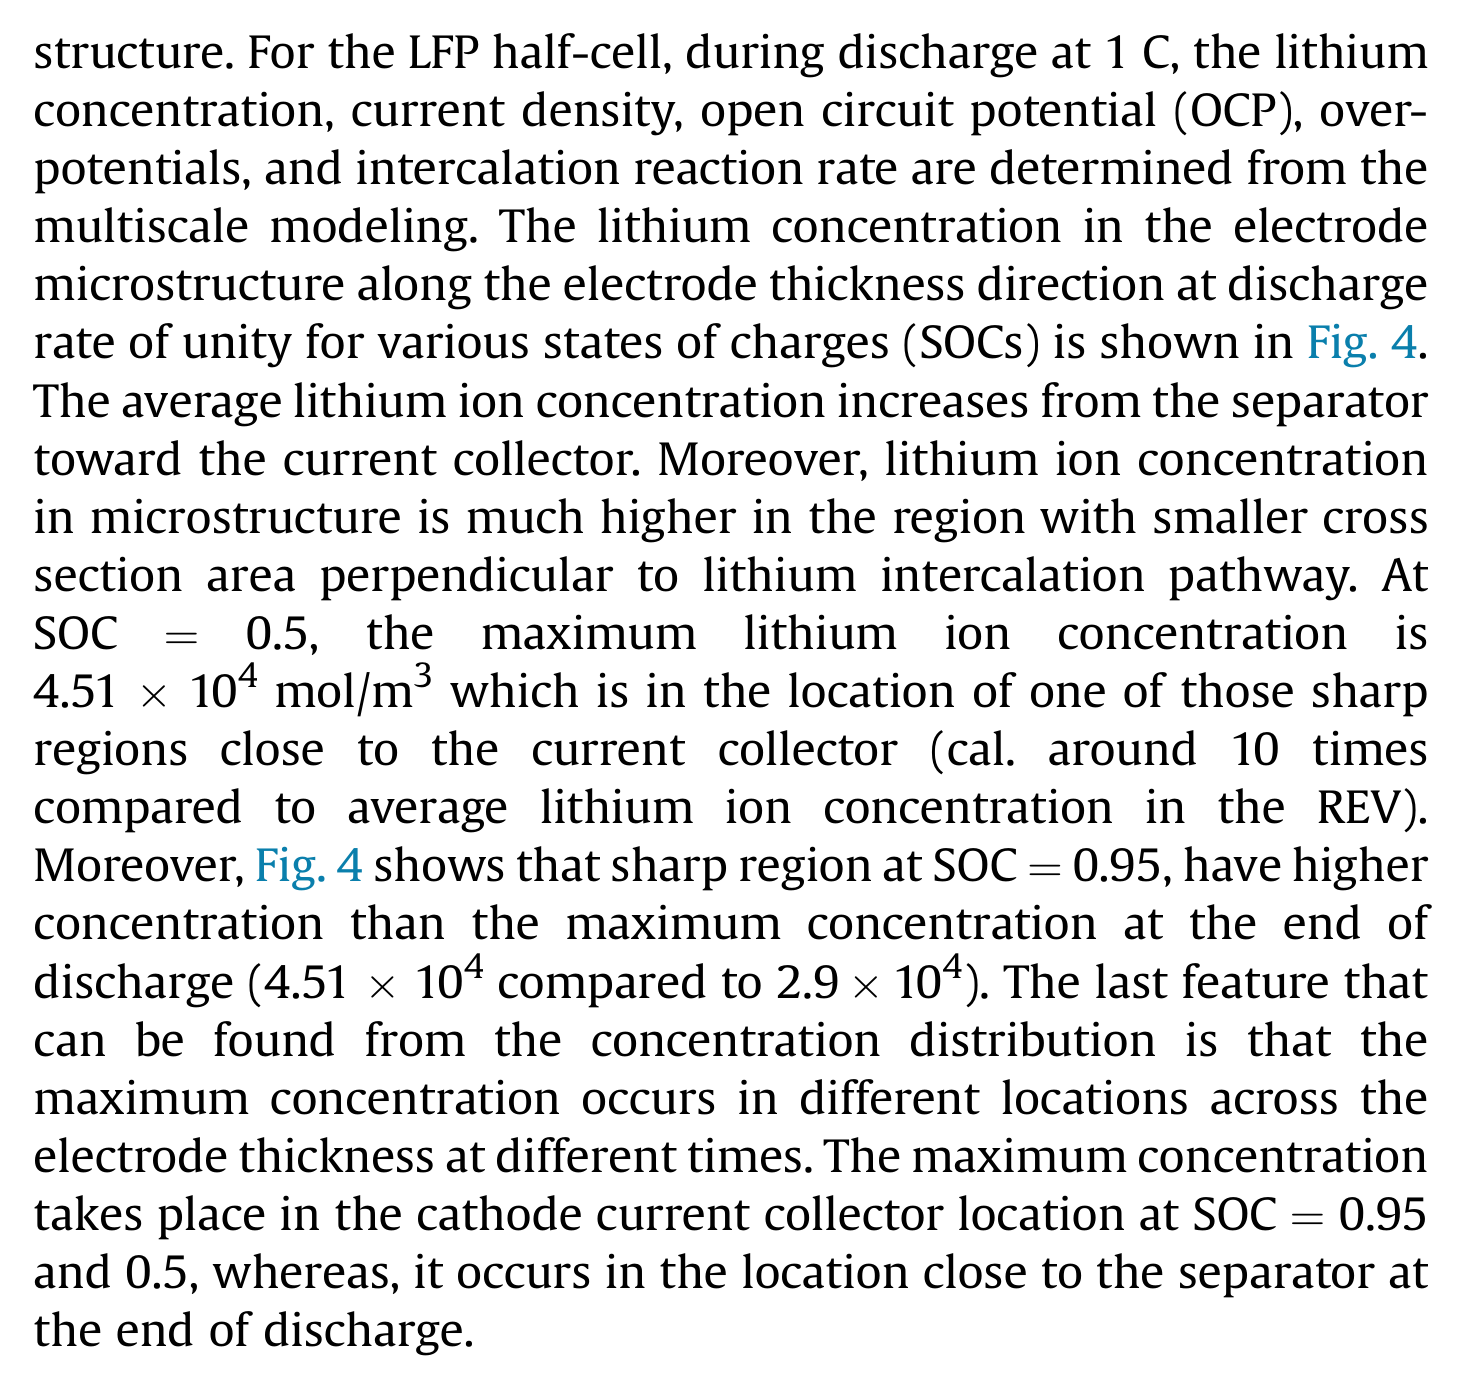 structure. For the LFP half-cell, during discharge at 1 C, the lithium
concentration, current density, open circuit potential (OCP), over-
potentials, and intercalation reaction rate are determined from the
multiscale modeling. The lithium concentration in the electrode
microstructure along the electrode thickness direction at discharge
rate of unity for various states of charges (SOCs) is shown in Fig. 4.
The average lithium ion concentration increases from the separator
toward the current collector. Moreover, lithium ion concentration
in microstructure is much higher in the region with smaller cross
section area perpendicular to lithium intercalation pathway. At
SOC = 0.5, the maximum lithium ion concentration is
4.51 × 10⁴ mol/m³ which is in the location of one of those sharp
regions close to the current collector (cal. around 10 times
compared to average lithium ion concentration in the REV).
Moreover, Fig. 4 shows that sharp region at SOC = 0.95, have higher
concentration than the maximum concentration at the end of
discharge (4.51 × 10⁴ compared to 2.9 × 10⁴). The last feature that
can be found from the concentration distribution is that the
maximum concentration occurs in different locations across the
electrode thickness at different times. The maximum concentration
takes place in the cathode current collector location at SOC = 0.95
and 0.5, whereas, it occurs in the location close to the separator at
the end of discharge.